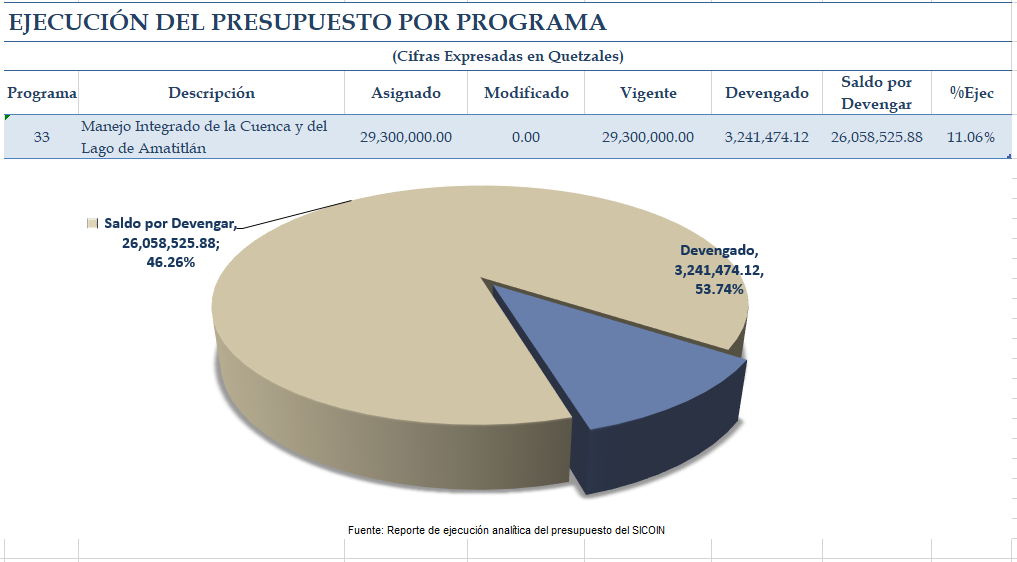 EJECUCIÓN DEL PRESUPUESTO POR PROGRAMA
(Cifras Expresadas en Quetzales)
Programa Descripción Asignado Modificado Vigente Devengado Saldo por Devengar %Ejec
33 Manejo Integrado de la Cuenca y del Lago de Amatitlán 29,300,000.00 0.00 29,300,000.00 3,241,474.12 26,058,525.88 11.06%
Saldo por Devengar,
26,058,525.88;
46.26%
Devengado,
3,241,474.12,
53.74%
Fuente: Reporte de ejecución analítica del presupuesto del SICOIN